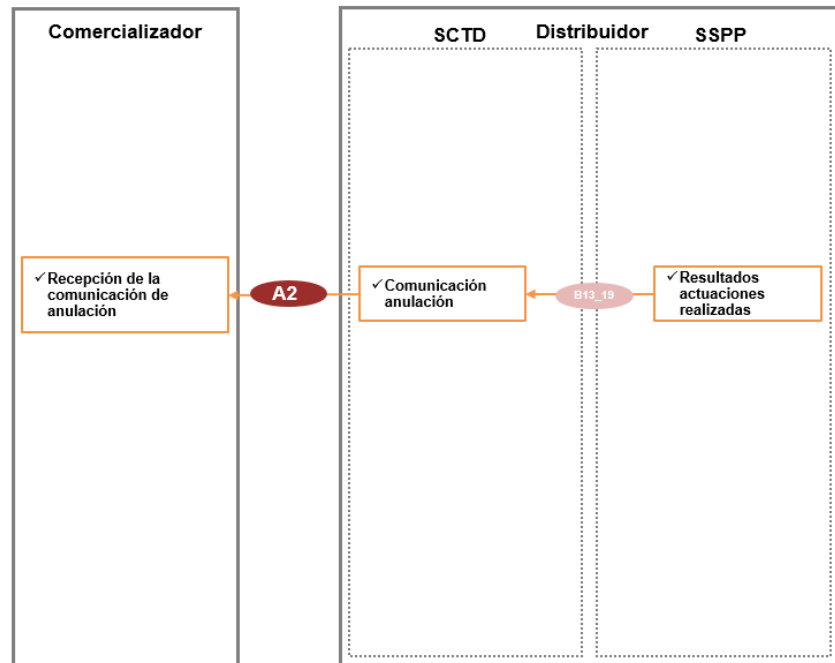 Comercializador
SCTD
Distribuidor
SSPP
✓Recepción de la
comunicación de
anulación
A2
✓Comunicación
anulación
B13_19
✓Resultados
actuaciones
realizadas